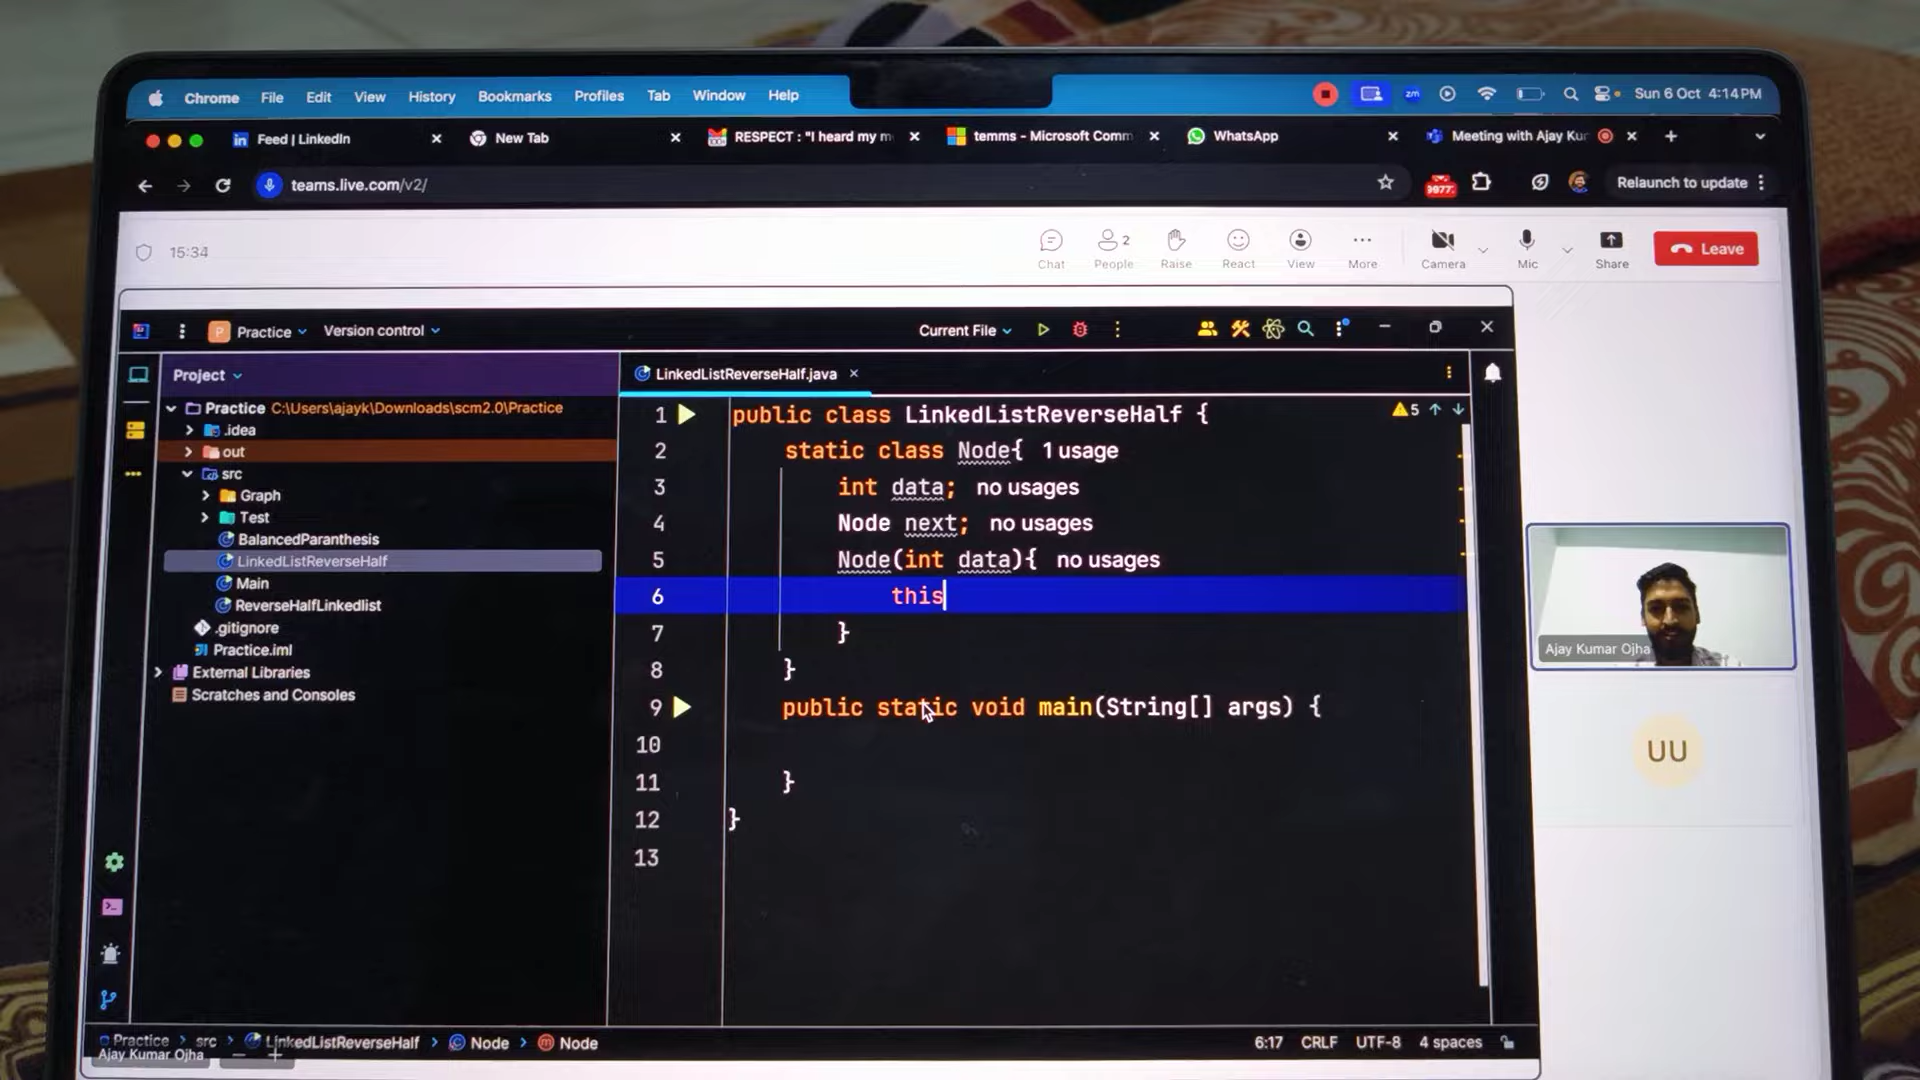 Chrome File Edit View History Bookmarks Profiles Tab Window Help zm Sun 6 Oct 4:14 PM
Feed | LinkedIn New Tab RESPECT : "I heard my m temms - Microsoft Comm WhatsApp Meeting with Ajay Kur
teams.live.com/v2/ 9977 Relaunch to update
15:34 Chat 2 People Raise React View More Camera Mic Share Leave
P Practice Version control Current File
Project LinkedListReverseHalf.java
Practice C:\Users\ajayk\Downloads\scm2.0\Practice
.idea
out
src
Graph
Test
BalancedParanthesis
LinkedListReverseHalf
Main
ReverseHalfLinkedlist
.gitignore
Practice.iml
External Libraries
Scratches and Consoles
1 public class LinkedListReverseHalf { 5
2 static class Node{ 1 usage
3 int data; no usages
4 Node next; no usages
5 Node(int data){ no usages
6 this
7 }
8 }
9 public static void main(String[] args) {
10
11 }
12 }
13
Ajay Kumar Ojha
UU
Practice > src > LinkedListReverseHalf > Node > Node 6:17 CRLF UTF-8 4 spaces
Ajay Kumar Ojha